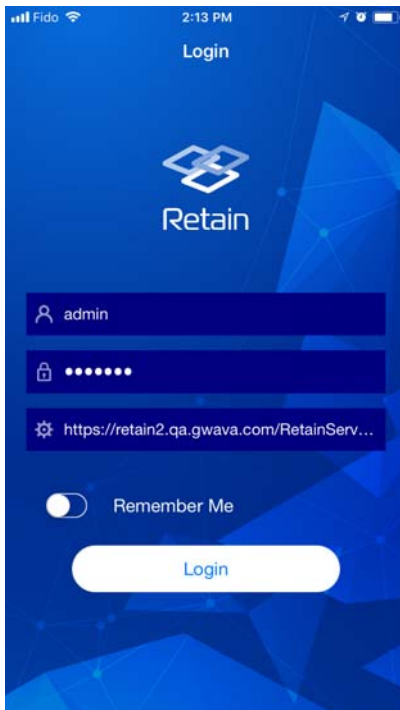 Fido 2:13 PM
Login
Retain
admin
•••••••
https://retain2.qa.gwava.com/RetainServ...
Remember Me
Login